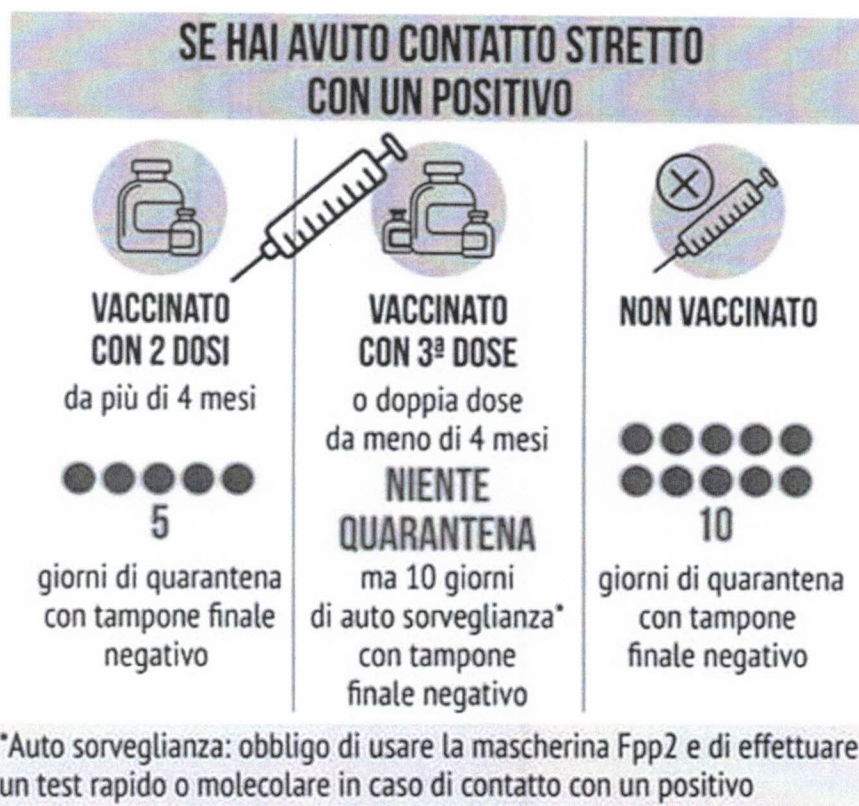 SE HAI AVUTO CONTATTO STRETTO
CON UN POSITIVO
VACCINATO
CON 2 DOSI
da più di 4 mesi
5
giorni di quarantena
con tampone finale
negativo
VACCINATO
CON 3ª DOSE
o doppia dose
da meno di 4 mesi
NIENTE
QUARANTENA
ma 10 giorni
di auto sorveglianza*
con tampone
finale negativo
NON VACCINATO
10
giorni di quarantena
con tampone
finale negativo
*Auto sorveglianza: obbligo di usare la mascherina Fpp2 e di effettuare
un test rapido o molecolare in caso di contatto con un positivo